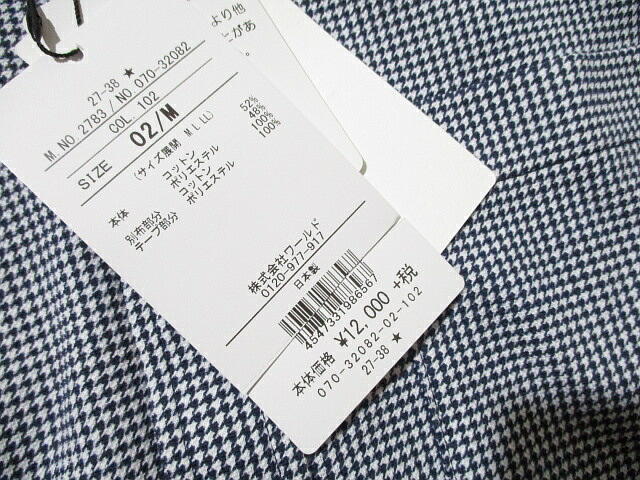 27-38 ★
M.NO. 2783 / NO. 070-32082
COL. 102
SIZE 02/M
(サイズ展開 M L (L))
本体 コットン 52%
ポリエステル 48%
別布部分 コットン 100%
テープ部分 ポリエステル 100%
株式会社ワールド
0120-977-917
日本製
4547331986567
本体価格 ¥12,000 +税
070-32082-02-102
27-38 ★
より他
とがあ
。